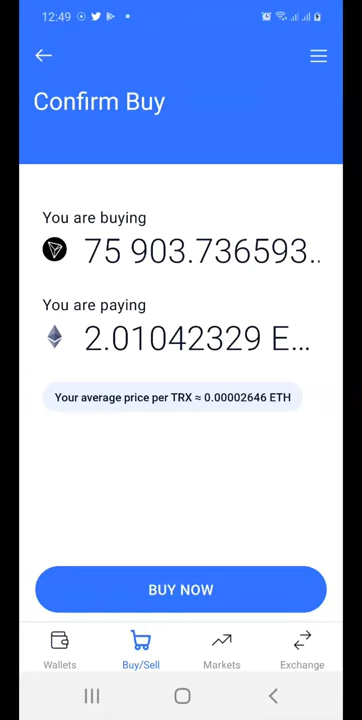 12:49
Confirm Buy
You are buying
75 903.736593..
You are paying
2.01042329 E...
Your average price per TRX ≈ 0.00002646 ETH
BUY NOW
Wallets Buy/Sell Markets Exchange